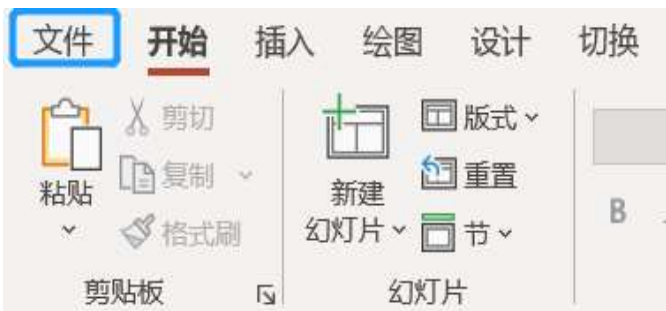 文件 开始 插入 绘图 设计 切换
剪切 版式
复制 重置
粘贴 新建
格式刷 幻灯片 节 B
剪贴板 幻灯片